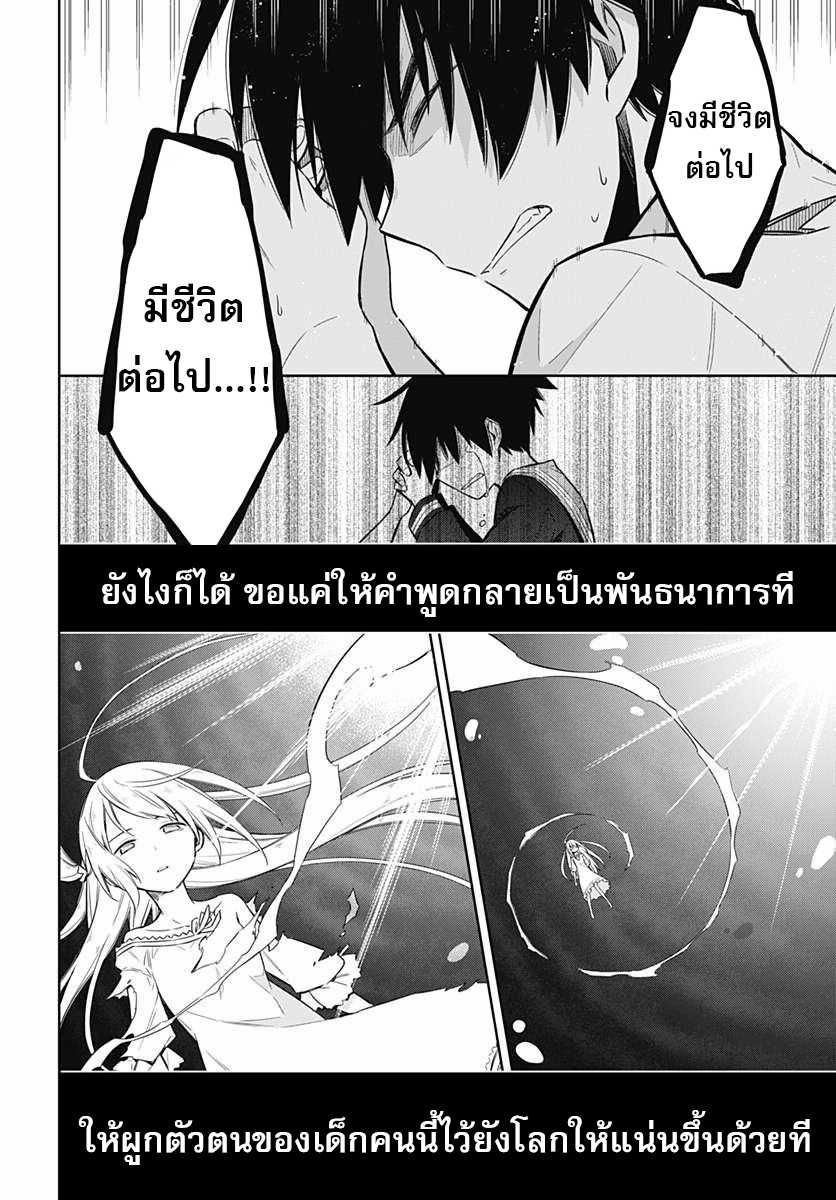 จงมีชีวิต
ต่อไป
มีชีวิต
ต่อไป...!!
ยังไงก็ได้ ขอแค่ให้คำพูดกลายเป็นพันธนาการที
ให้ผูกตัวตนของเด็กคนนี้ไว้ยังโลกให้แน่นขึ้นด้วยที